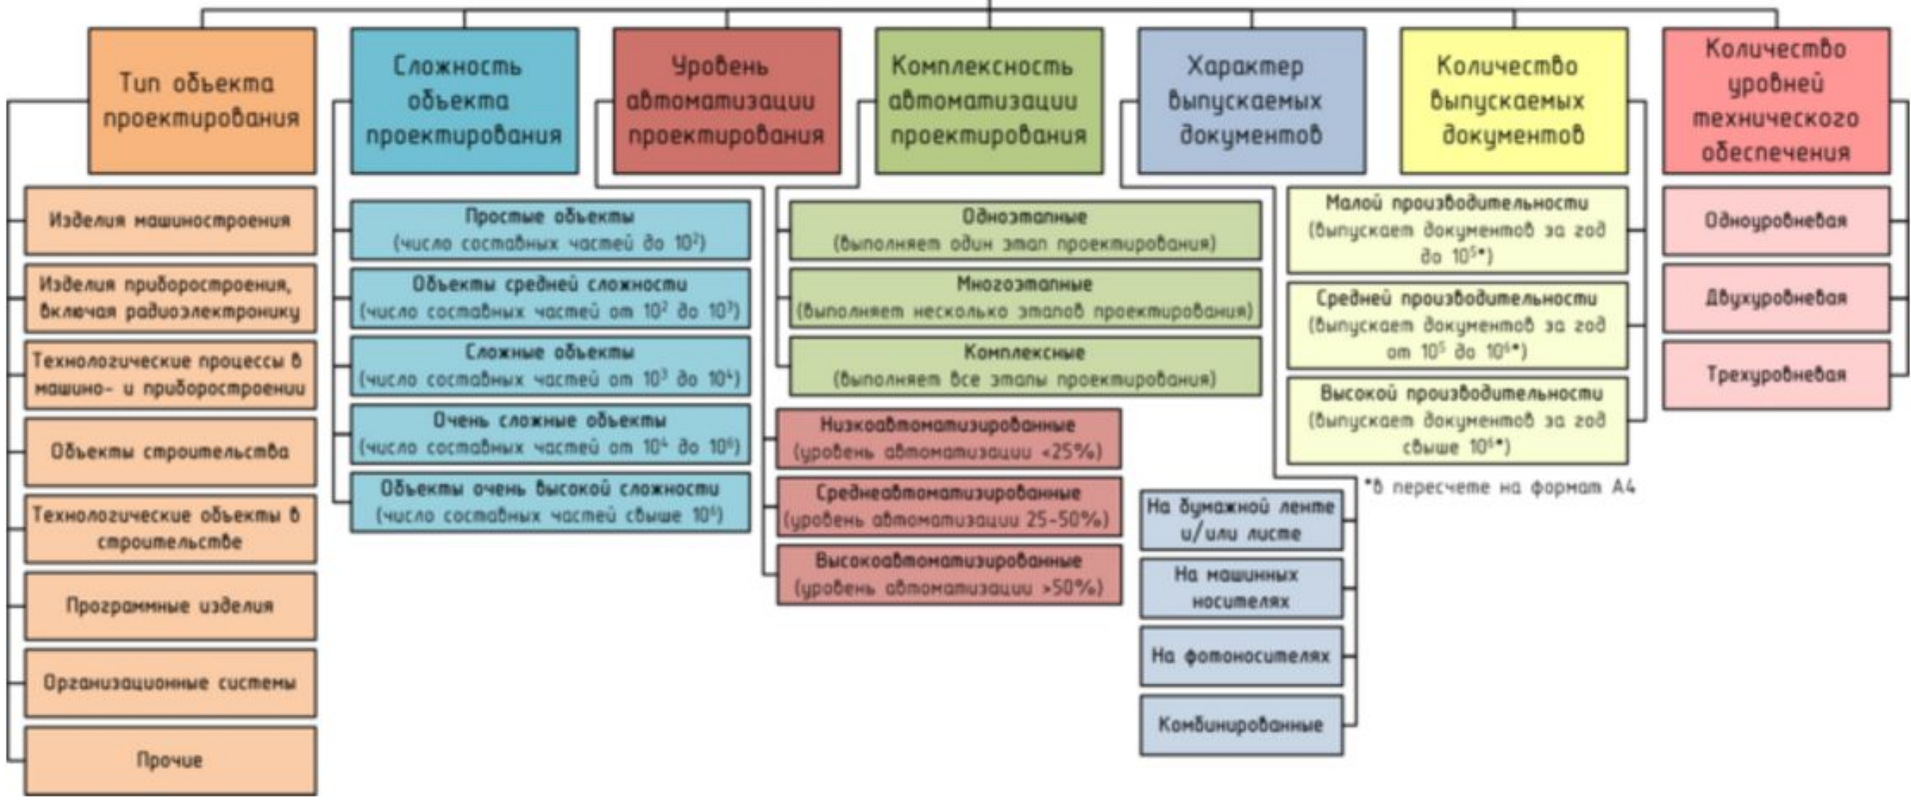 Тип объекта
проектирования
Изделия машиностроения
Изделия приборостроения,
включая радиоэлектронику
Технологические процессы в
машино- и приборостроении
Объекты строительства
Технологические объекты в
строительстве
Программные изделия
Организационные системы
Прочие
Сложность
объекта
проектирования
Простые объекты
(число составных частей до 10²)
Объекты средней сложности
(число составных частей от 10² до 10³)
Сложные объекты
(число составных частей от 10³ до 10⁴)
Очень сложные объекты
(число составных частей от 10⁴ до 10⁶)
Объекты очень высокой сложности
(число составных частей свыше 10⁶)
Уровень
автоматизации
проектирования
Низкоавтоматизированные
(уровень автоматизации <25%)
Среднеавтоматизированные
(уровень автоматизации 25-50%)
Высокоавтоматизированные
(уровень автоматизации >50%)
Комплексность
автоматизации
проектирования
Одноэтапные
(выполняет один этап проектирования)
Многоэтапные
(выполняет несколько этапов проектирования)
Комплексные
(выполняет все этапы проектирования)
Характер
выпускаемых
документов
На бумажной ленте
и/или листе
На машинных
носителях
На фотоносителях
Комбинированные
Количество
выпускаемых
документов
Малой производительности
(выпускает документов за год
до 10⁵*)
Средней производительности
(выпускает документов за год
от 10⁵ до 10⁶*)
Высокой производительности
(выпускает документов за год
свыше 10⁶*)
*в пересчете на формат А4
Количество
уровней
технического
обеспечения
Одноуровневая
Двухуровневая
Трехуровневая